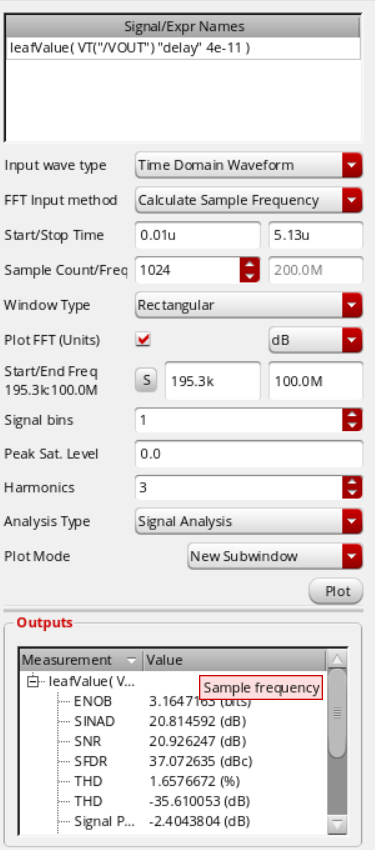 Signal/Expr Names
leafValue( VT("/VOUT") "delay" 4e-11 )
Input wave type Time Domain Waveform
FFT Input method Calculate Sample Frequency
Start/Stop Time 0.01u 5.13u
Sample Count/Freq 1024 200.0M
Window Type Rectangular
Plot FFT (Units) dB
Start/End Freq
195.3k:100.0M S 195.3k 100.0M
Signal bins 1
Peak Sat. Level 0.0
Harmonics 3
Analysis Type Signal Analysis
Plot Mode New Subwindow
Plot
Outputs
Measurement Value
leafValue( V...
Sample frequency
ENOB 3.1647163 (bits)
SINAD 20.814592 (dB)
SNR 20.926247 (dB)
SFDR 37.072635 (dBc)
THD 1.6576672 (%)
THD -35.610053 (dB)
Signal P... -2.4043804 (dB)